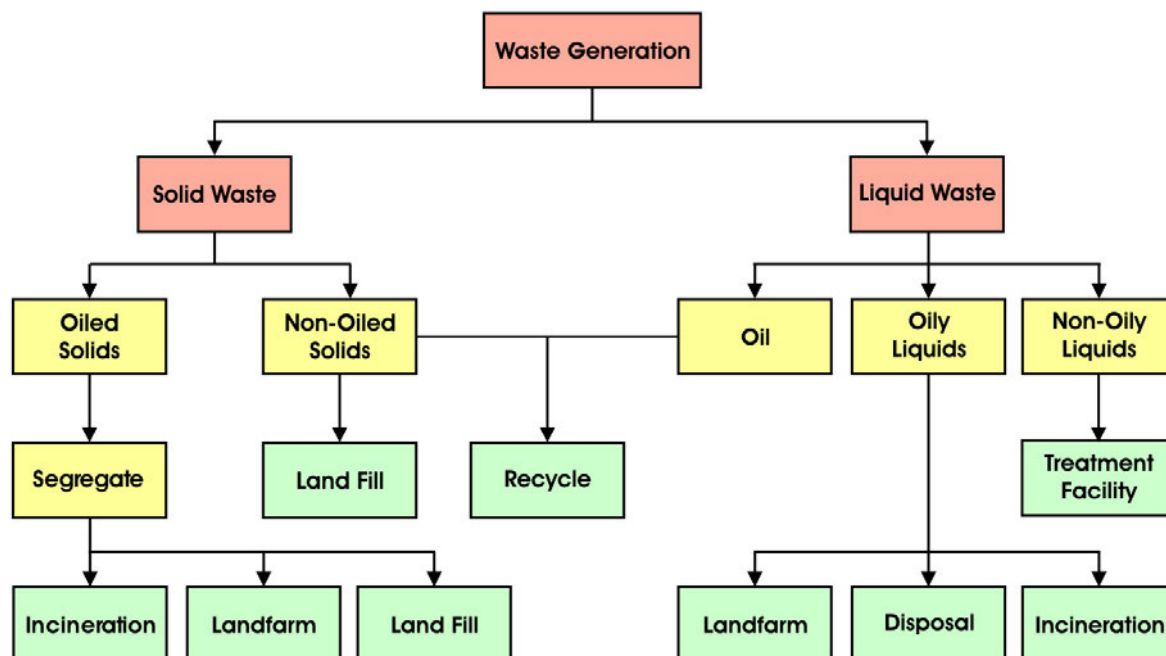 Waste Generation
Solid Waste
Liquid Waste
Oiled
Solids
Non-Oiled
Solids
Oil
Oily
Liquids
Non-Oily
Liquids
Segregate
Land Fill
Recycle
Treatment
Facility
Incineration
Landfarm
Land Fill
Landfarm
Disposal
Incineration